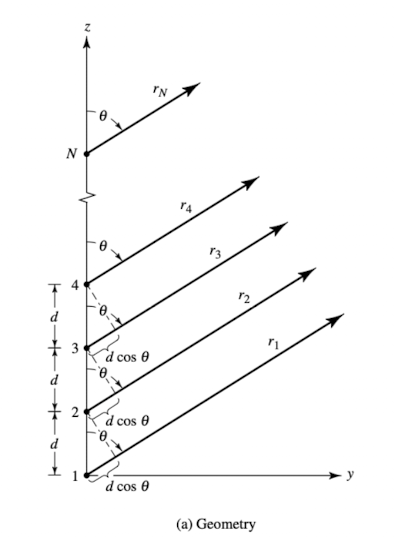 z
r_N
θ
N
r_4
θ
4
r_3
θ
d
3
d cos θ
r_2
θ
d
2
d cos θ
r_1
θ
d
1
d cos θ
y
(a) Geometry